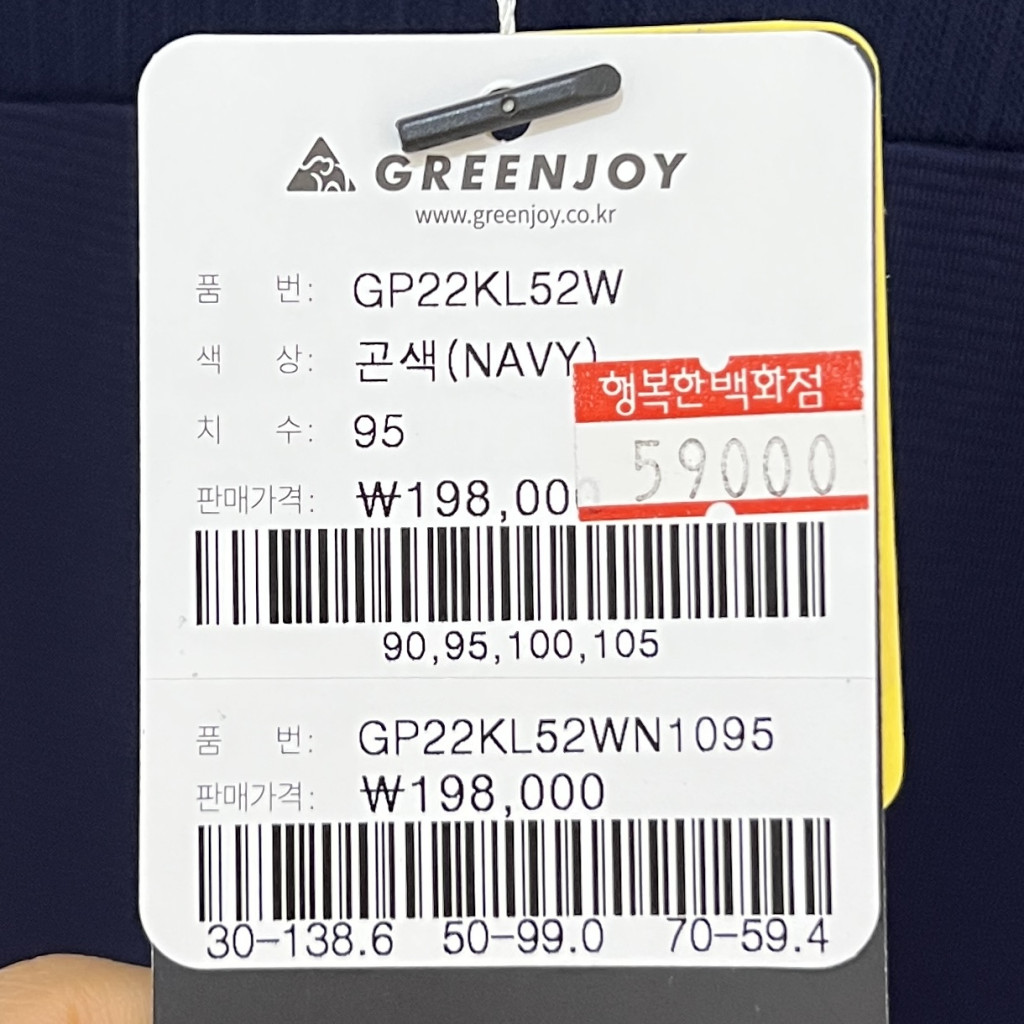 GREENJOY
www.greenjoy.co.kr
품 번: GP22KL52W
색 상: 곤색(NAVY)
치 수: 95
행복한백화점
59000
판매가격: ₩198,000
90,95,100,105
품 번: GP22KL52WN1095
판매가격: ₩198,000
30-138.6 50-99.0 70-59.4